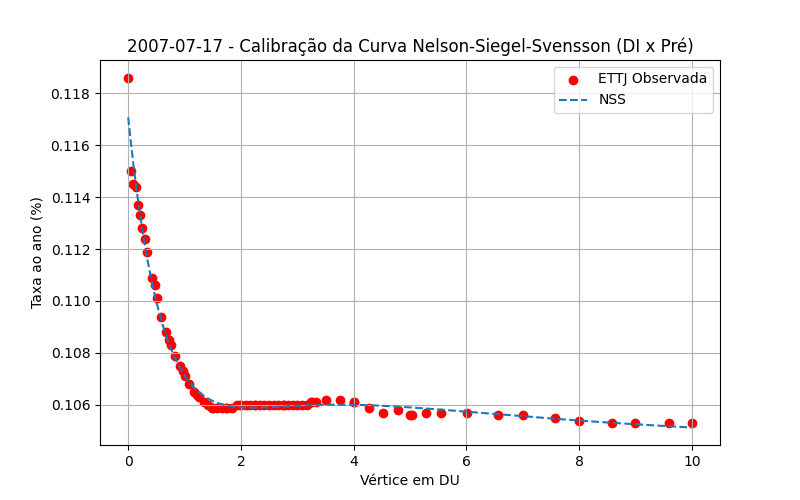 2007-07-17 - Calibração da Curva Nelson-Siegel-Svensson (DI x Pré)
ETTJ Observada
NSS
Taxa ao ano (%)
0.118
0.116
0.114
0.112
0.110
0.108
0.106
0 2 4 6 8 10
Vértice em DU